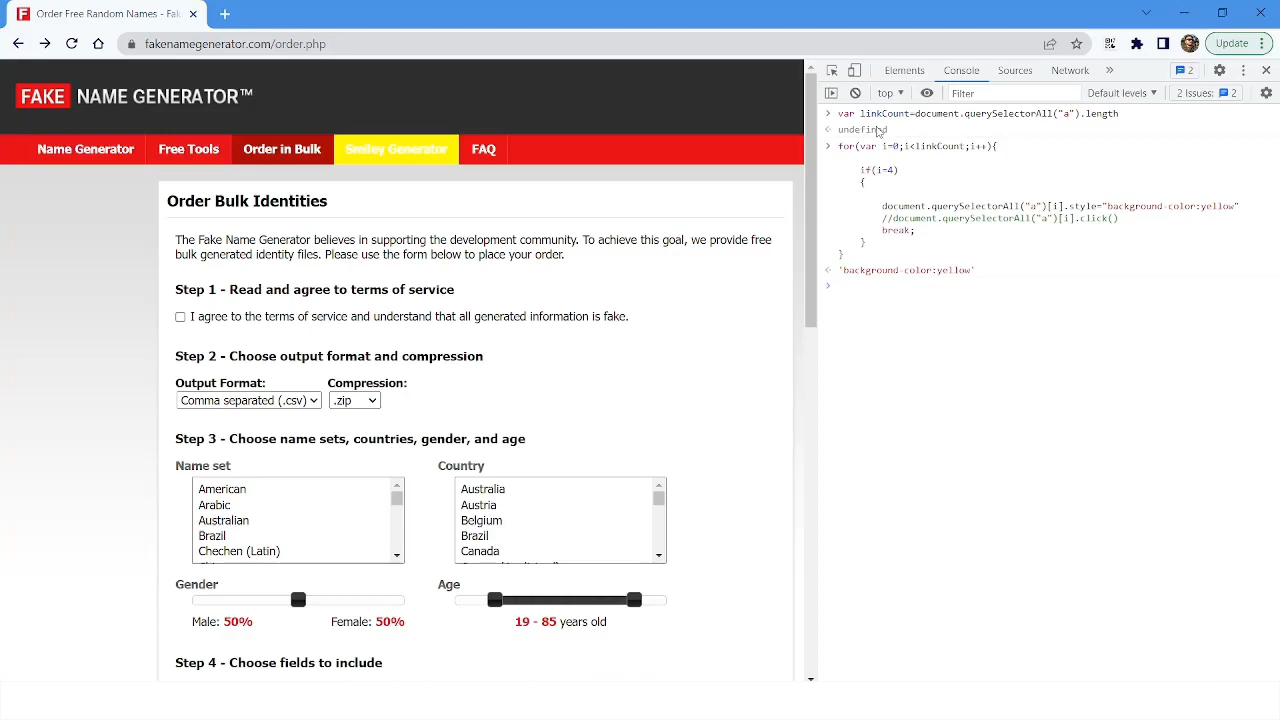 Order Free Random Names - Fak
fakenamegenerator.com/order.php
Update
FAKE NAME GENERATOR™
Name Generator Free Tools Order in Bulk Smiley Generator FAQ
Order Bulk Identities
The Fake Name Generator believes in supporting the development community. To achieve this goal, we provide free
bulk generated identity files. Please use the form below to place your order.
Step 1 - Read and agree to terms of service
I agree to the terms of service and understand that all generated information is fake.
Step 2 - Choose output format and compression
Output Format: Compression:
Comma separated (.csv) .zip
Step 3 - Choose name sets, countries, gender, and age
Name set Country
American Australia
Arabic Austria
Australian Belgium
Brazil Brazil
Chechen (Latin) Canada
Gender Age
Male: 50% Female: 50% 19 - 85 years old
Step 4 - Choose fields to include
Elements Console Sources Network 2
top Filter Default levels 2 Issues: 2
var linkCount=document.querySelectorAll("a").length
undefined
for(var i=0;i<linkCount;i++){
if(i=4)
{
document.querySelectorAll("a")[i].style="background-color:yellow"
//document.querySelectorAll("a")[i].click()
break;
}
}
'background-color:yellow'